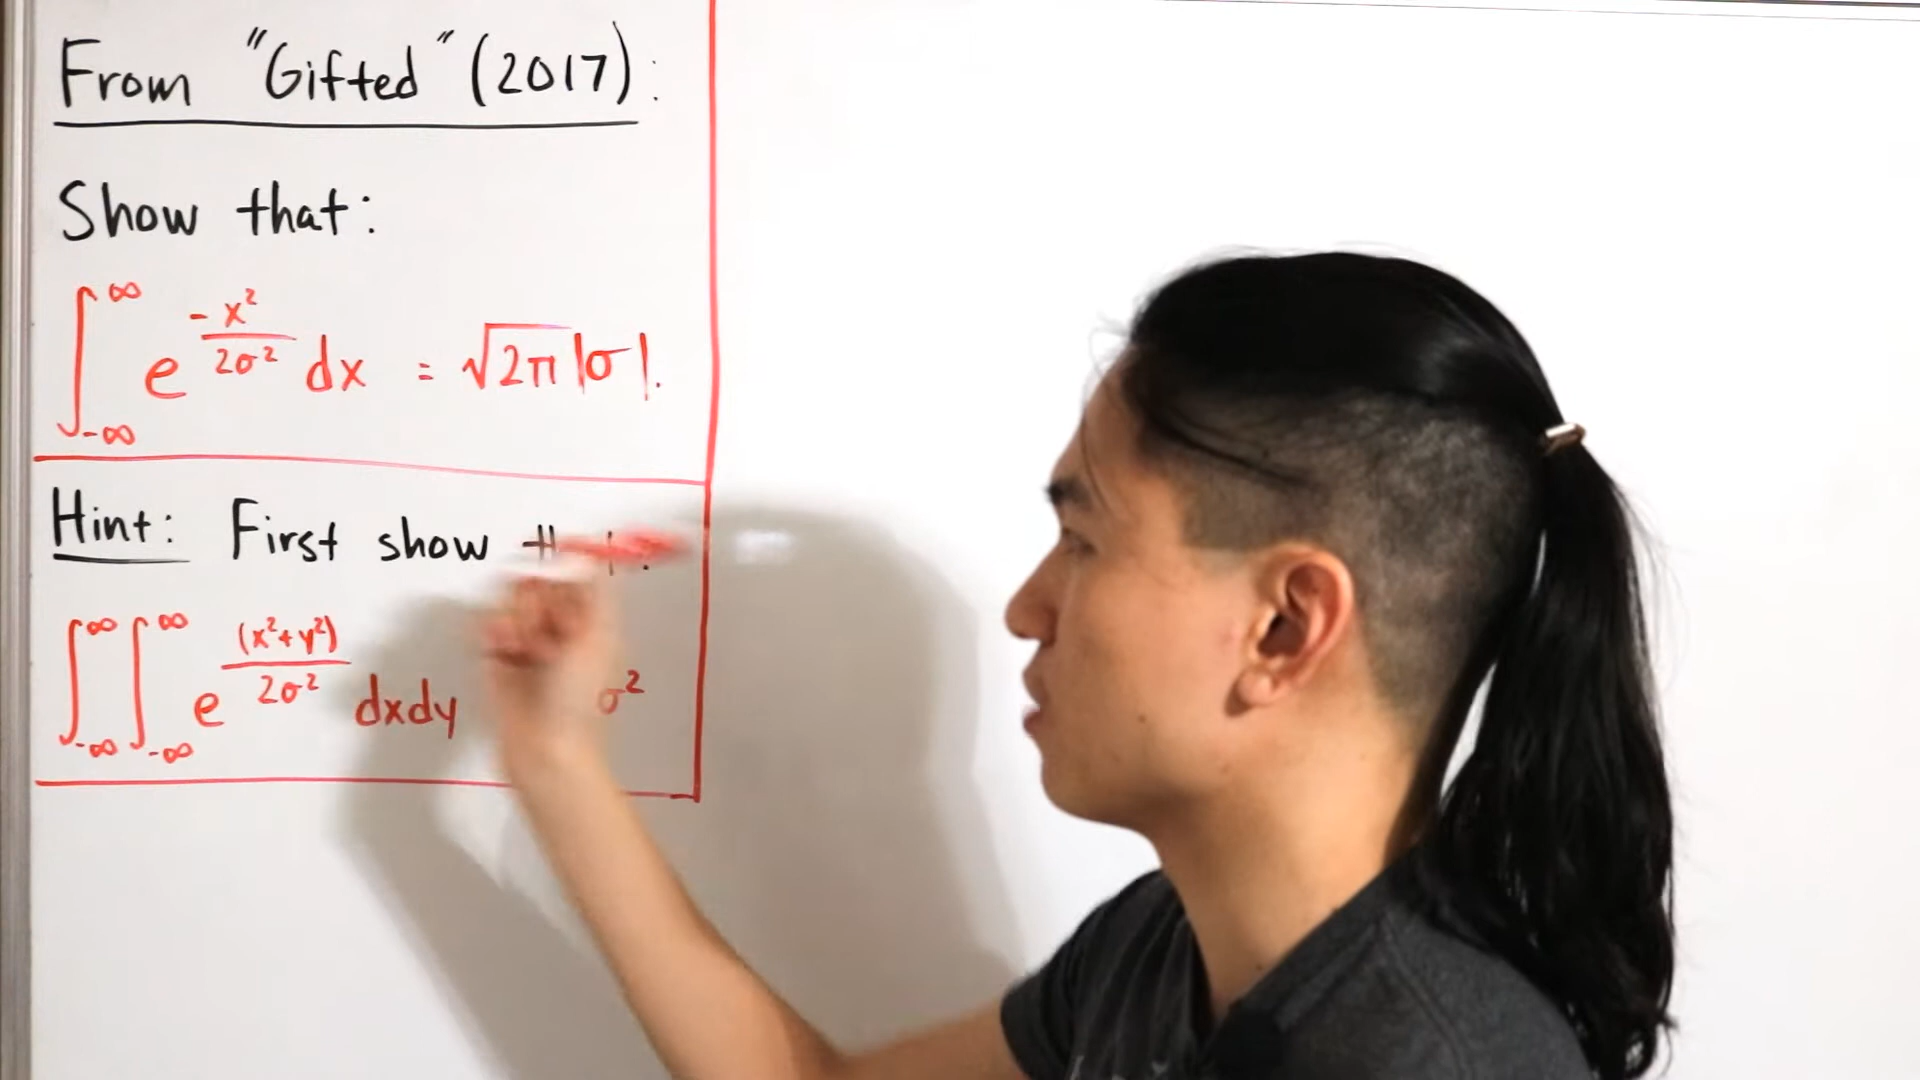 From "Gifted" (2017):
Show that:
∫_{-∞}^{∞} e^{-x²/2σ²} dx = √2π |σ|.
Hint: First show
∫_{-∞}^{∞} ∫_{-∞}^{∞} e^{(x²+y²)/2σ²} dxdy σ²